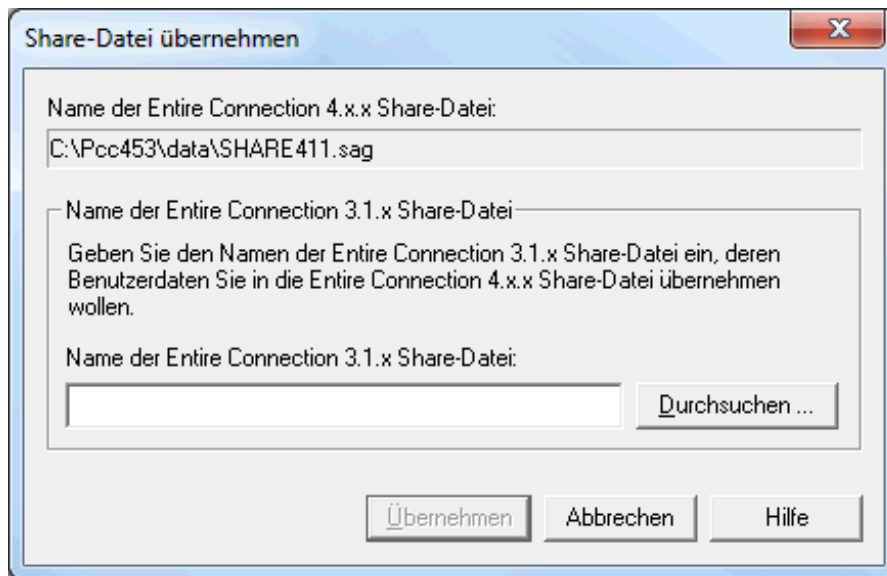 Share-Datei übernehmen
Name der Entire Connection 4.x.x Share-Datei:
C:\Pcc453\data\SHARE411.sag
Name der Entire Connection 3.1.x Share-Datei
Geben Sie den Namen der Entire Connection 3.1.x Share-Datei ein, deren
Benutzerdaten Sie in die Entire Connection 4.x.x Share-Datei übernehmen
wollen.
Name der Entire Connection 3.1.x Share-Datei:
Durchsuchen ...
Übernehmen Abbrechen Hilfe